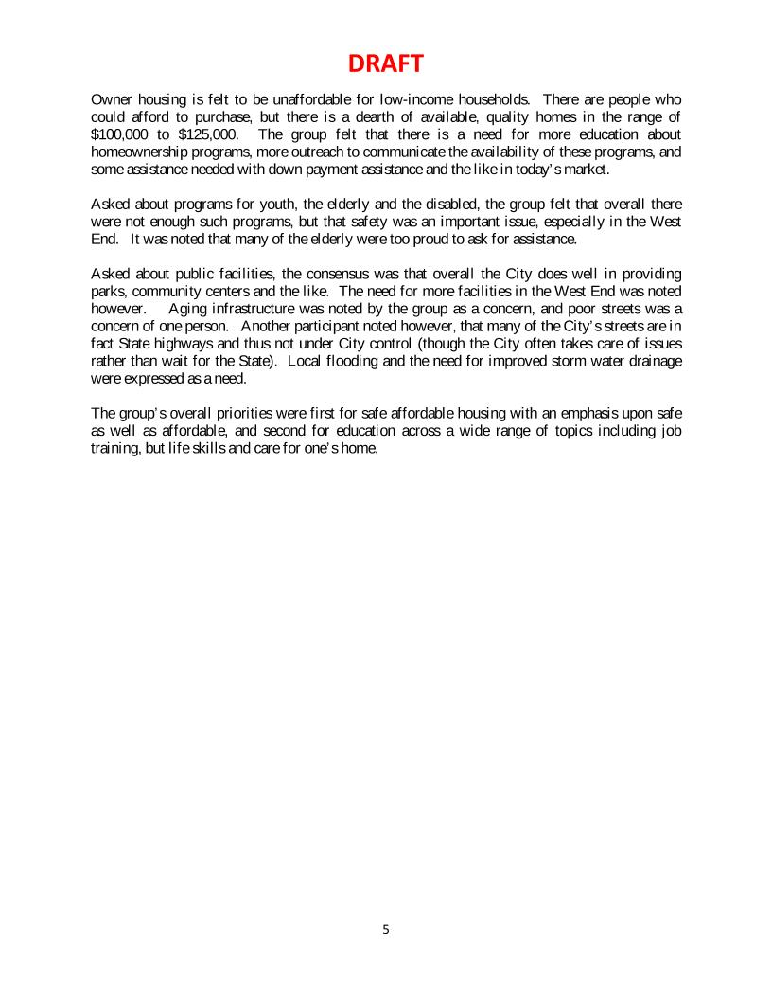 DRAFT
Owner housing is felt to be unaffordable for low-income households. There are people who
could afford to purchase, but there is a dearth of available, quality homes in the range of
$100,000 to $125,000. The group felt that there is a need for more education about
homeownership programs, more outreach to communicate the availability of these programs, and
some assistance needed with down payment assistance and the like in today's market.
Asked about programs for youth, the elderly and the disabled, the group felt that overall there
were not enough such programs, but that safety was an important issue, especially in the West
End. It was noted that many of the elderly were too proud to ask for assistance.
Asked about public facilities, the consensus was that overall the City does well in providing
parks, community centers and the like. The need for more facilities in the West End was noted
however. Aging infrastructure was noted by the group as a concern, and poor streets was a
concern of one person. Another participant noted however, that many of the City's streets are in
fact State highways and thus not under City control (though the City often takes care of issues
rather than wait for the State). Local flooding and the need for improved storm water drainage
were expressed as a need.
The group's overall priorities were first for safe affordable housing with an emphasis upon safe
as well as affordable, and second for education across a wide range of topics including job
training, but life skills and care for one's home.
5